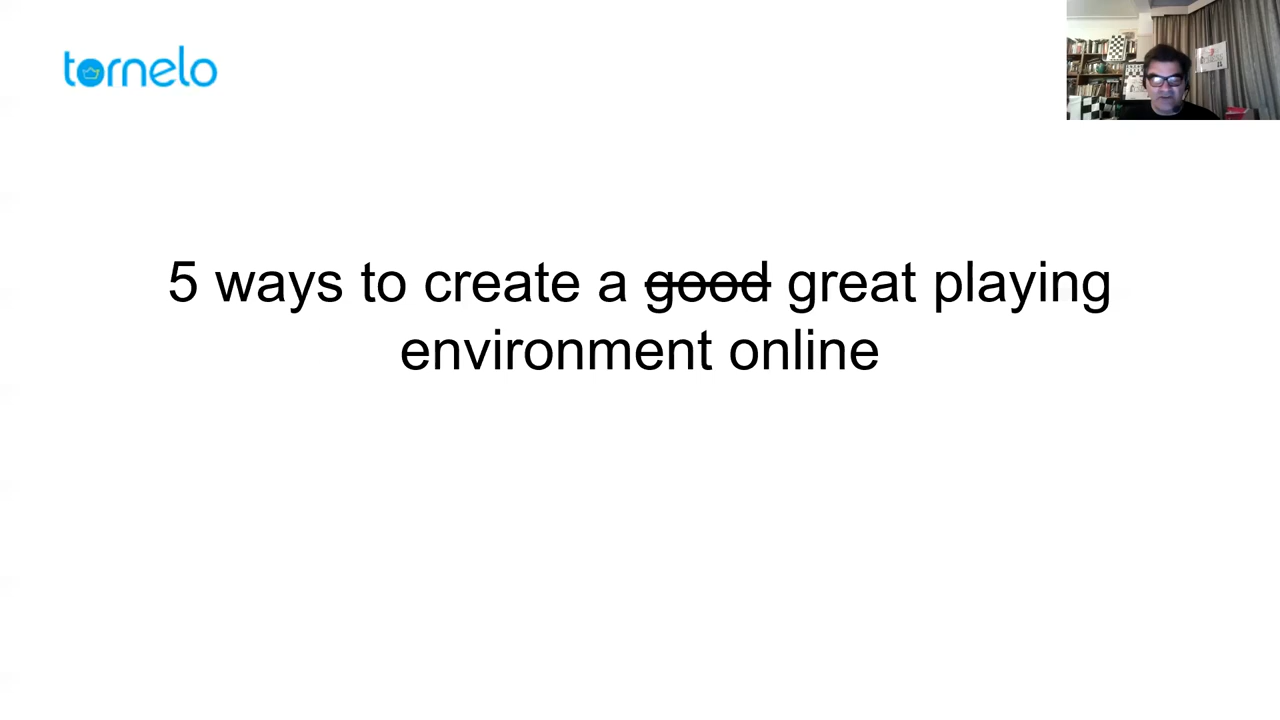 tornelo
5 ways to create a good great playing
environment online